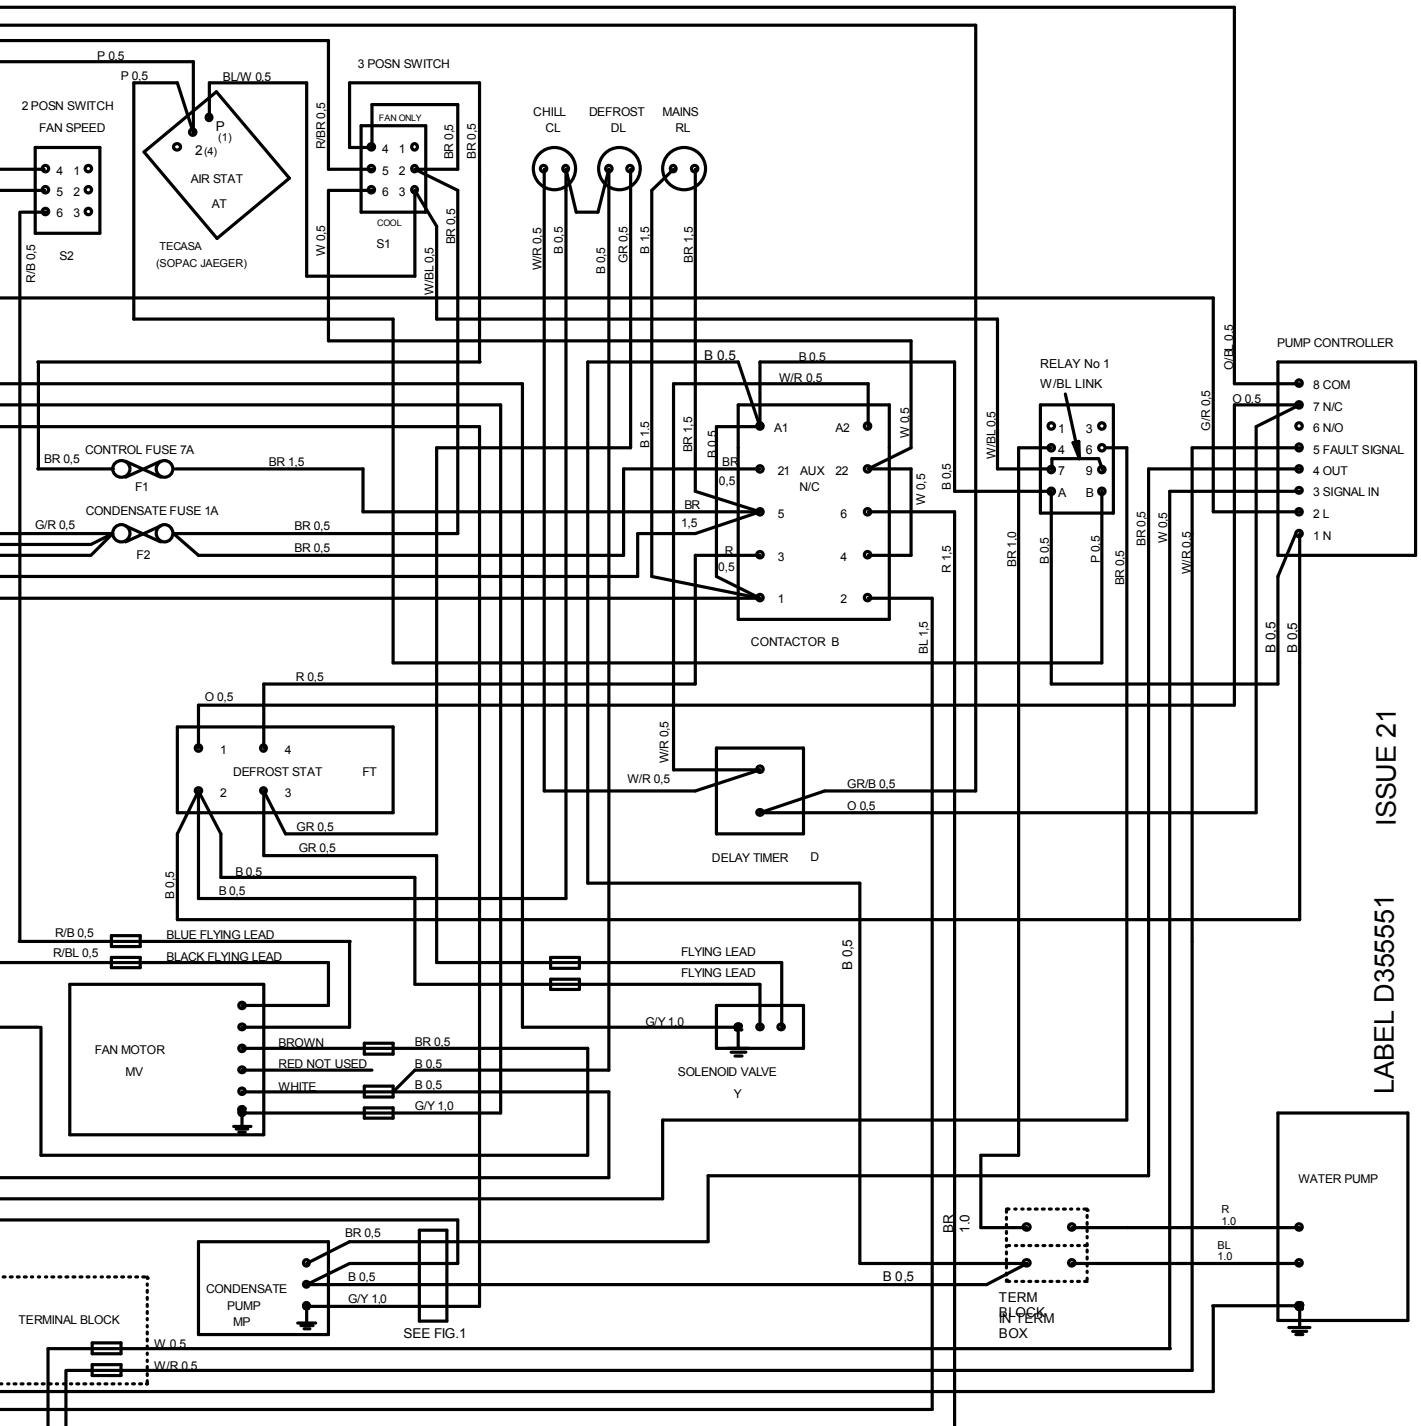 P 0,5
P 0,5
BL/W 0,5
3 POSN SWITCH
2 POSN SWITCH
FAN SPEED
4 1
5 2
6 3
S2
R/B 0,5
P
(1)
2 (4)
AIR STAT
AT
TECASA
(SOPAC JAEGER)
R/BR 0,5
W 0,5
FAN ONLY
4 1
5 2
6 3
COOL
S1
BR 0,5
BR 0,5
BR 0,5
W/BL 0,5
CHILL
CL
DEFROST
DL
MAINS
RL
W/R 0,5
B 0,5
B 0,5
GR 0,5
B 1,5
BR 1,5
O/BL 0,5
G/R 0,5
PUMP CONTROLLER
8 COM
7 N/C
6 N/O
5 FAULT SIGNAL
4 OUT
3 SIGNAL IN
2 L
1 N
O 0,5
RELAY No 1
W/BL LINK
1 3
4 6
7 9
A B
W/BL 0,5
B 0,5
B 0,5
W/R 0,5
A1 A2
21 AUX 22
N/C
5 6
3 4
1 2
CONTACTOR B
B 1,5
BR 1,5
B 0,5
BR
0,5
BR
1,5
R
0,5
W 0,5
W 0,5
B 0,5
R 1,5
BL 1,5
CONTROL FUSE 7A
BR 0,5
BR 1,5
F1
CONDENSATE FUSE 1A
G/R 0,5
BR 0,5
BR 0,5
F2
BR 1,0
B 0,5
P 0,5
BR 0,5
BR 0,5
W 0,5
W/R 0,5
B 0,5
B 0,5
R 0,5
O 0,5
1 4
DEFROST STAT FT
2 3
GR 0,5
GR 0,5
B 0,5
B 0,5
B 0,5
W/R 0,5
W/R 0,5
GR/B 0,5
O 0,5
DELAY TIMER D
ISSUE 21
LABEL D355551
R/B 0,5
BLUE FLYING LEAD
R/BL 0,5
BLACK FLYING LEAD
FLYING LEAD
FLYING LEAD
B 0,5
G/Y 1,0
SOLENOID VALVE
Y
FAN MOTOR
MV
BROWN
BR 0,5
RED NOT USED
B 0,5
WHITE
B 0,5
G/Y 1,0
WATER PUMP
R
1.0
BL
1.0
BR
1.0
BR 0,5
B 0,5
B 0,5
G/Y 1,0
CONDENSATE
PUMP
MP
SEE FIG.1
TERM
BLOCK
IN TERM
BOX
TERMINAL BLOCK
W 0,5
W/R 0,5